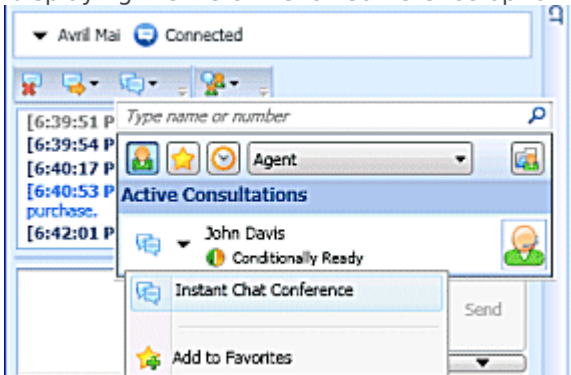 Avril Mai Connected
Type name or number
[6:39:51 P
[6:39:54 P
[6:40:17 P
[6:40:53 P
purchase.
[6:42:01 P
Agent
Active Consultations
John Davis
Conditionally Ready
Instant Chat Conference
Send
Add to Favorites